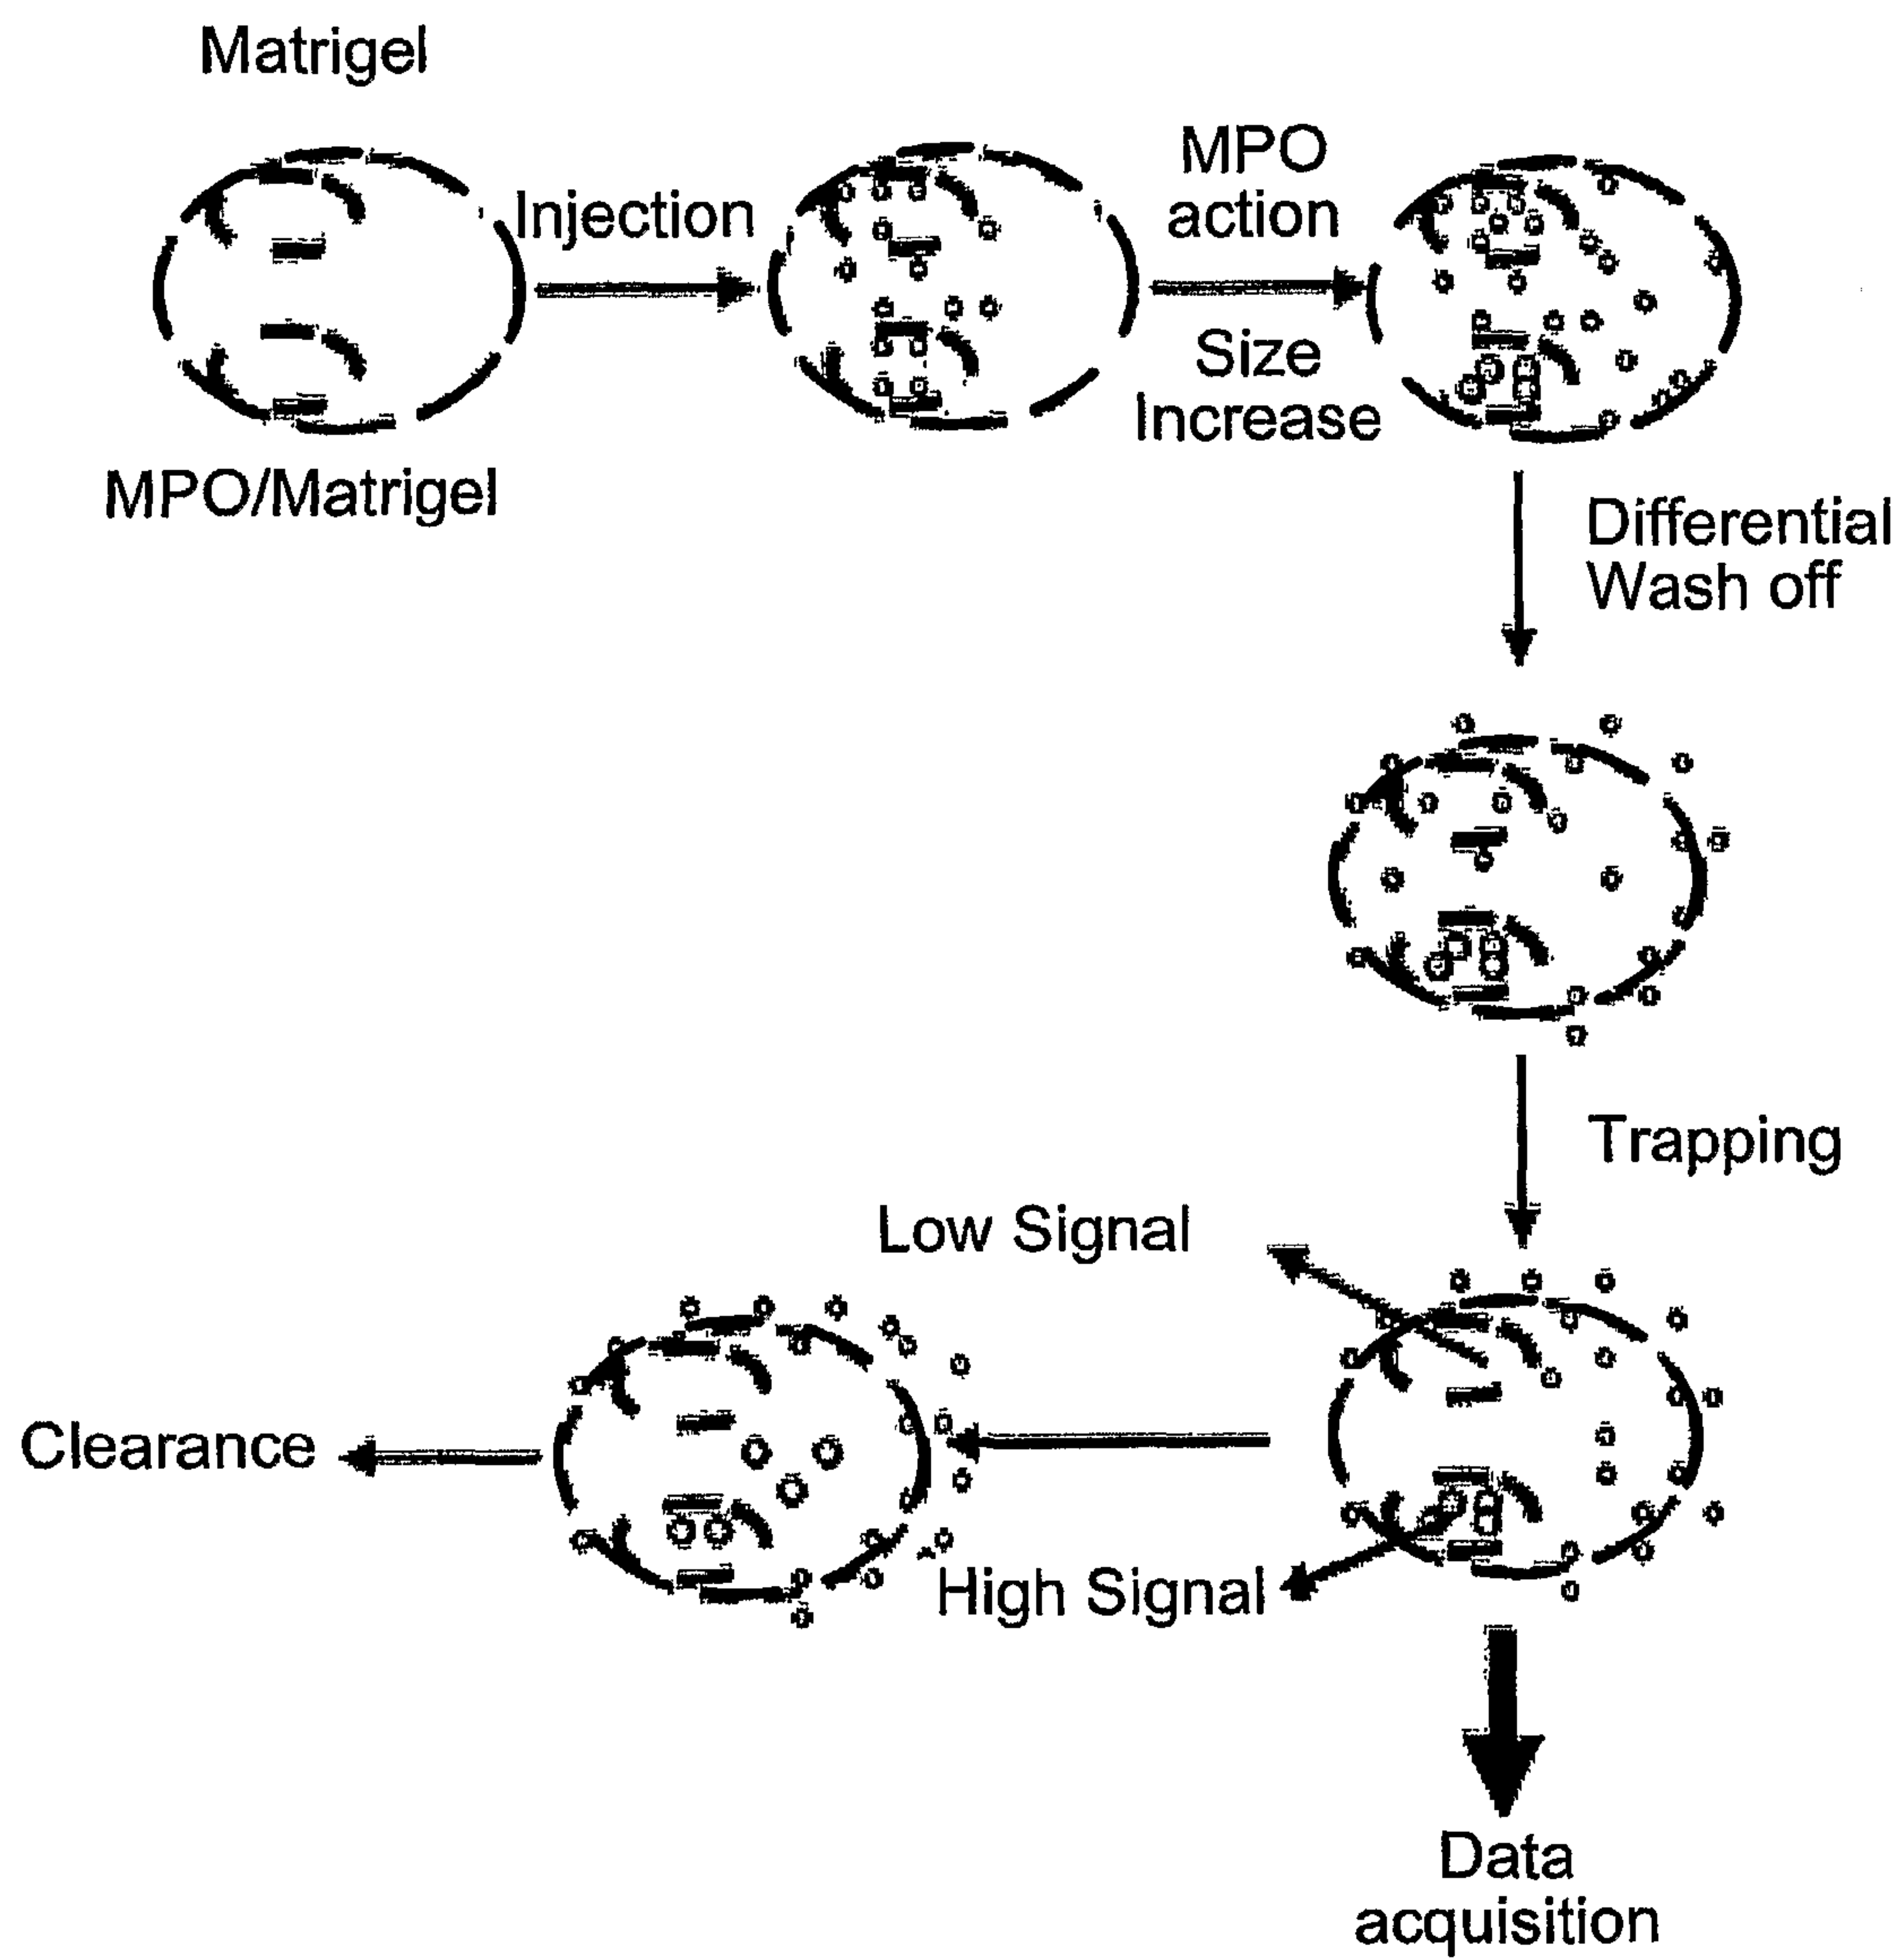 Matrigel
MPO/Matrigel
Injection
MPO
action
Size
Increase
Differential
Wash off
Trapping
Low Signal
High Signal
Clearance
Data
acquisition